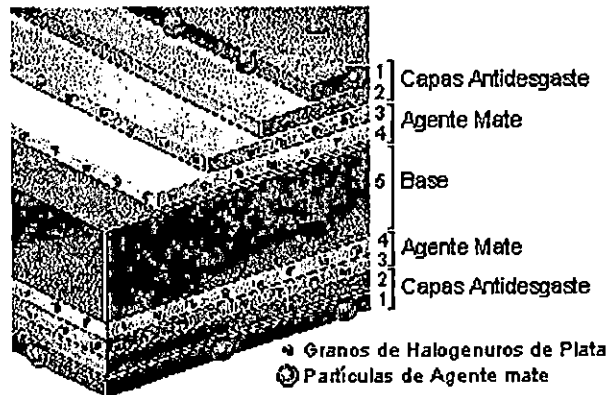 1
2
Capas Antidesgaste
3
4
Agente Mate
5
Base
4
3
Agente Mate
2
1
Capas Antidesgaste
Granos de Halogenuros de Plata
Partículas de Agente mate